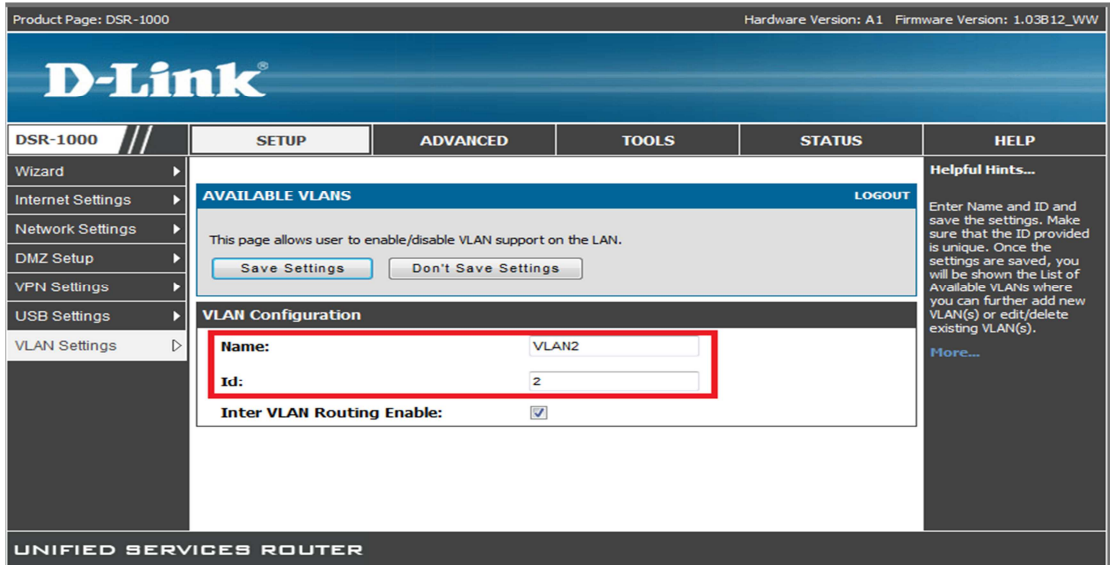 Product Page: DSR-1000
Hardware Version: A1 Firmware Version: 1.03B12_WW
D-Link®
DSR-1000
SETUP
ADVANCED
TOOLS
STATUS
HELP
Wizard
Internet Settings
Network Settings
DMZ Setup
VPN Settings
USB Settings
VLAN Settings
AVAILABLE VLANS
LOGOUT
This page allows user to enable/disable VLAN support on the LAN.
Save Settings
Don't Save Settings
VLAN Configuration
Name: VLAN2
Id: 2
Inter VLAN Routing Enable:
Helpful Hints...
Enter Name and ID and
save the settings. Make
sure that the ID provided
is unique. Once the
settings are saved, you
will be shown the List of
Available VLANs where
you can further add new
VLAN(s) or edit/delete
existing VLAN(s).
More...
UNIFIED SERVICES ROUTER